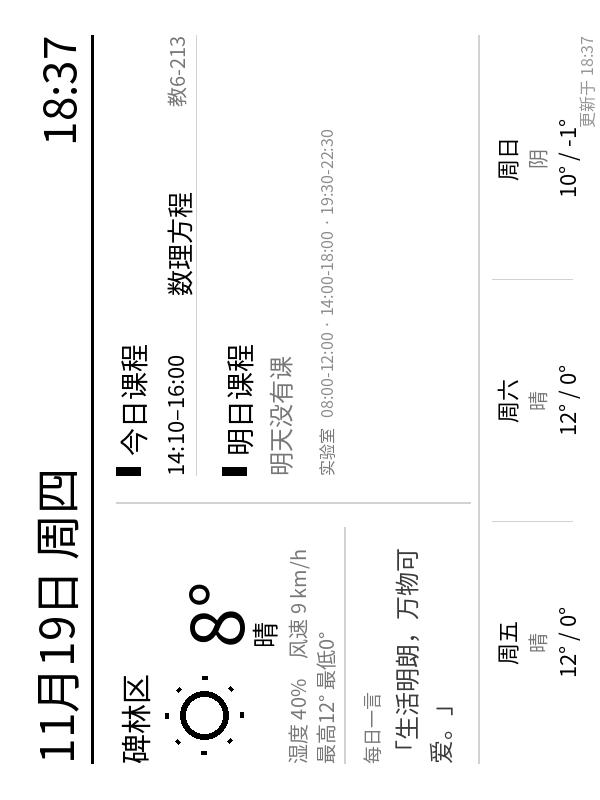 11月19日 周四
18:37
碑林区
8°
晴
湿度 40% 风速 9 km/h
最高12° 最低0°
每日一言
「生活明朗，万物可
爱。」
今日课程
14:10-16:00 数理方程 教6-213
明日课程
明天没有课
实验室 08:00-12:00 · 14:00-18:00 · 19:30-22:30
周五
晴
12° / 0°
周六
晴
12° / 0°
周日
阴
10° / -1°
更新于 18:37